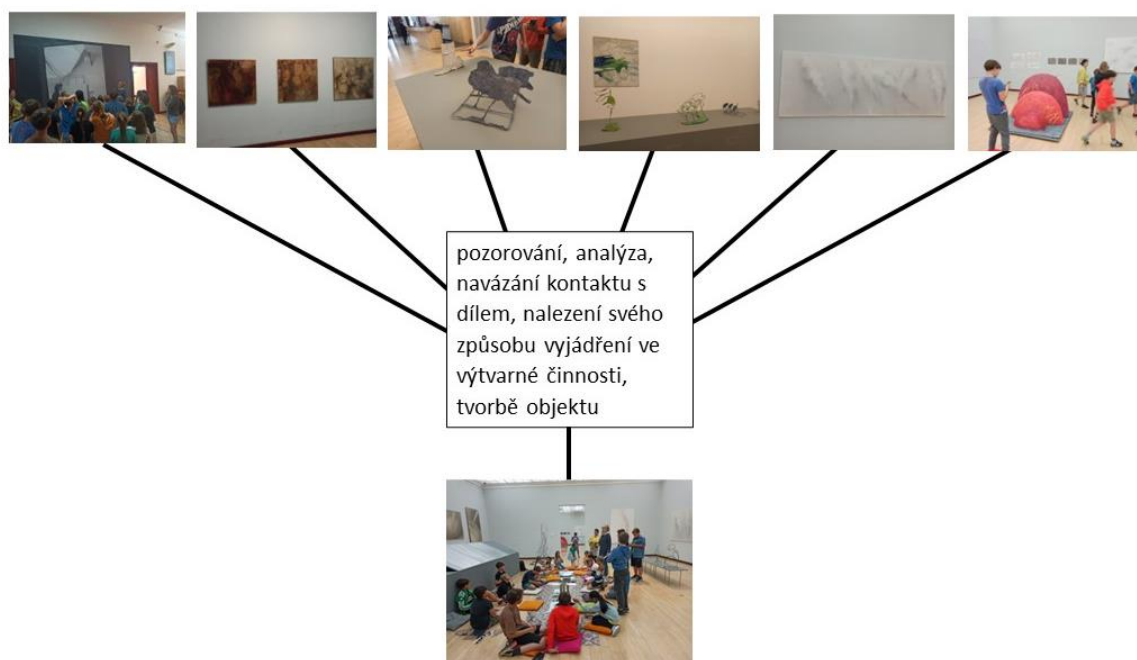 pozorování, analýza,
navázání kontaktu s
dílem, nalezení svého
způsobu vyjádření ve
výtvarné činnosti,
tvorbě objektu